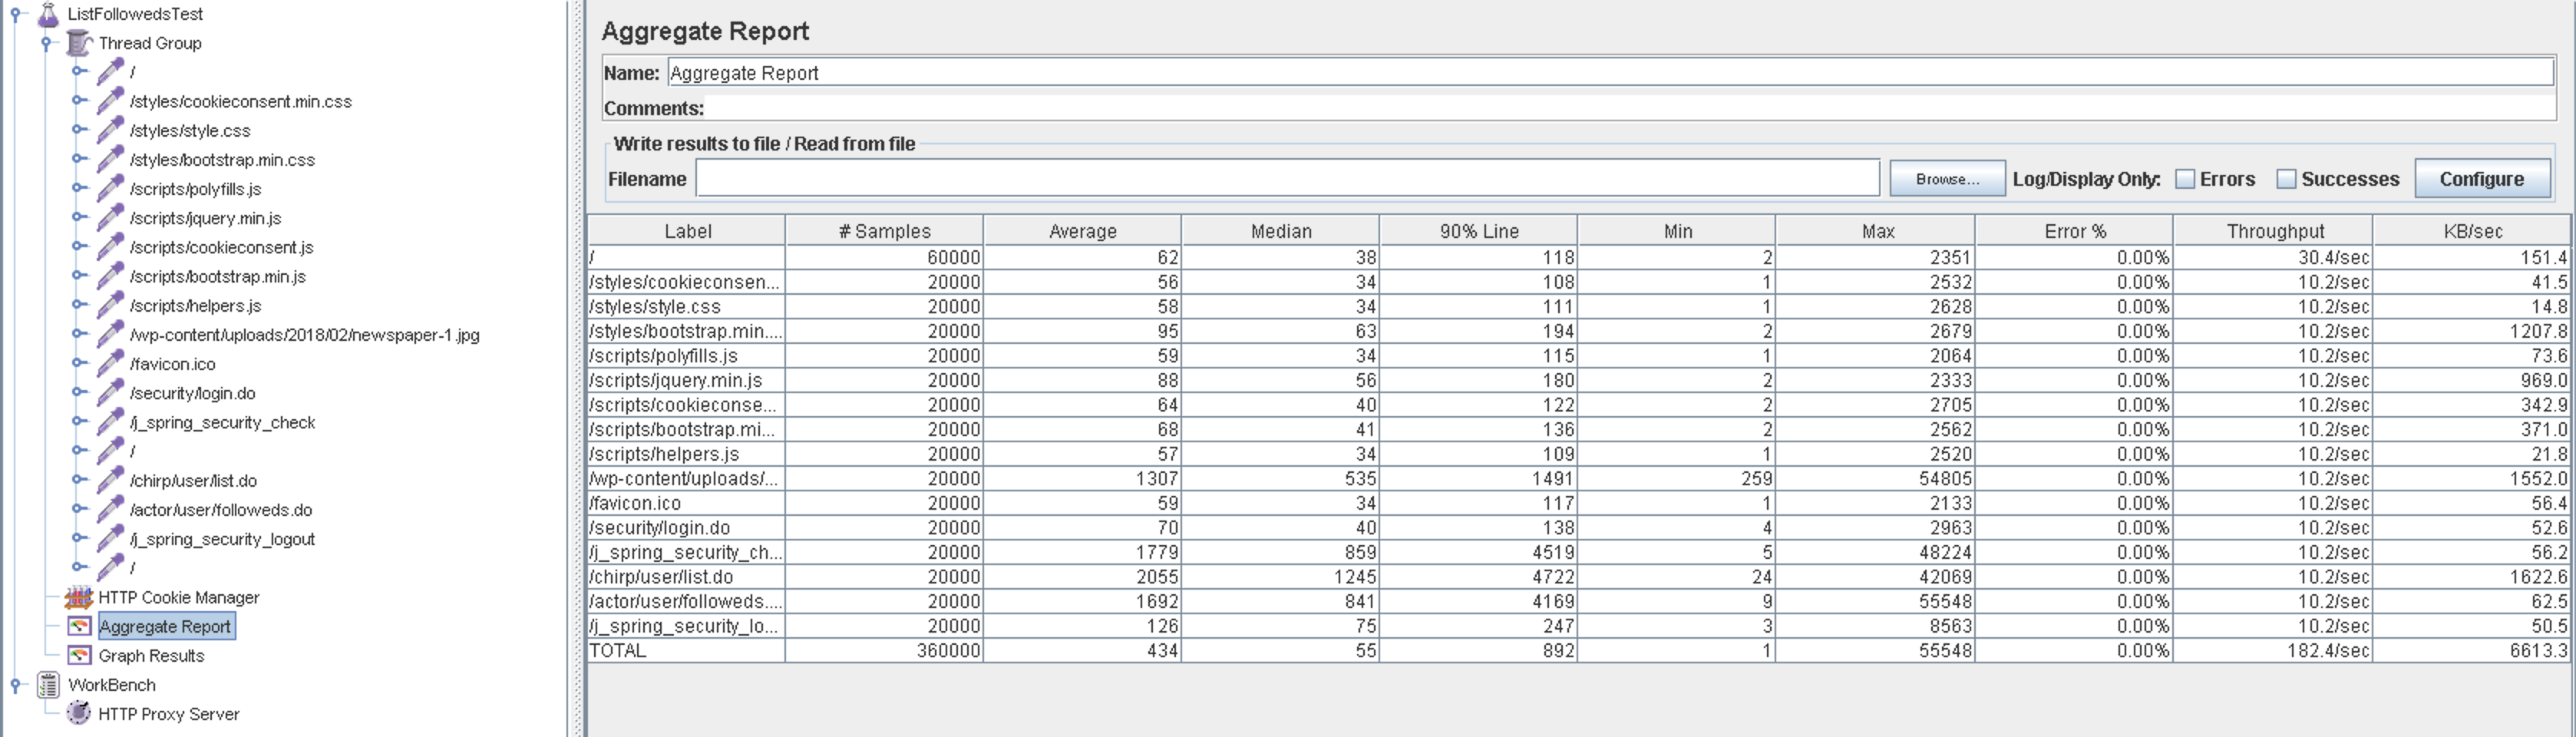 ListFollowedsTest
Thread Group
/
/styles/cookieconsent.min.css
/styles/style.css
/styles/bootstrap.min.css
/scripts/polyfills.js
/scripts/jquery.min.js
/scripts/cookieconsent.js
/scripts/bootstrap.min.js
/scripts/helpers.js
/wp-content/uploads/2018/02/newspaper-1.jpg
/favicon.ico
/security/login.do
/j_spring_security_check
/
/chirp/user/list.do
/actor/user/followeds.do
/j_spring_security_logout
/
HTTP Cookie Manager
Aggregate Report
Graph Results
WorkBench
HTTP Proxy Server
Aggregate Report
Name: Aggregate Report
Comments:
Write results to file / Read from file
Filename Browse... Log/Display Only: Errors Successes Configure
Label # Samples Average Median 90% Line Min Max Error % Throughput KB/sec
/ 60000 62 38 118 2 2351 0.00% 30.4/sec 151.4
/styles/cookieconsen... 20000 56 34 108 1 2532 0.00% 10.2/sec 41.5
/styles/style.css 20000 58 34 111 1 2628 0.00% 10.2/sec 14.8
/styles/bootstrap.min.... 20000 95 63 194 2 2679 0.00% 10.2/sec 1207.8
/scripts/polyfills.js 20000 59 34 115 1 2064 0.00% 10.2/sec 73.6
/scripts/jquery.min.js 20000 88 56 180 2 2333 0.00% 10.2/sec 969.0
/scripts/cookieconse... 20000 64 40 122 2 2705 0.00% 10.2/sec 342.9
/scripts/bootstrap.mi... 20000 68 41 136 2 2562 0.00% 10.2/sec 371.0
/scripts/helpers.js 20000 57 34 109 1 2520 0.00% 10.2/sec 21.8
/wp-content/uploads/... 20000 1307 535 1491 259 54805 0.00% 10.2/sec 1552.0
/favicon.ico 20000 59 34 117 1 2133 0.00% 10.2/sec 56.4
/security/login.do 20000 70 40 138 4 2963 0.00% 10.2/sec 52.6
/j_spring_security_ch... 20000 1779 859 4519 5 48224 0.00% 10.2/sec 56.2
/chirp/user/list.do 20000 2055 1245 4722 24 42069 0.00% 10.2/sec 1622.6
/actor/user/followeds.... 20000 1692 841 4169 9 55548 0.00% 10.2/sec 62.5
/j_spring_security_lo... 20000 126 75 247 3 8563 0.00% 10.2/sec 50.5
TOTAL 360000 434 55 892 1 55548 0.00% 182.4/sec 6613.3